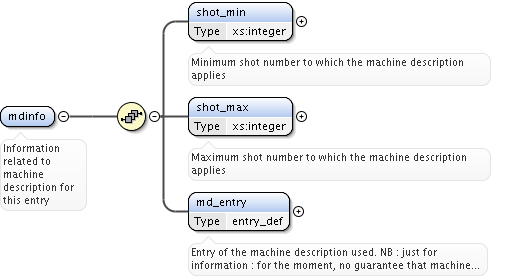 shot_min
Type xs:integer
Minimum shot number to which the machine description
applies
mdinfo
Information
related to
machine
description for
this entry
shot_max
Type xs:integer
Maximum shot number to which the machine description
applies
md_entry
Type entry_def
Entry of the machine description used. NB : just for
information : for the moment, no guarantee that machine...